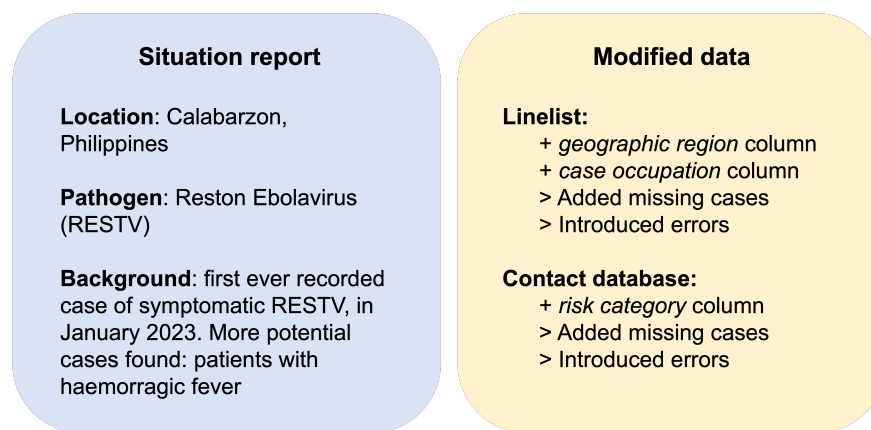 Situation report
Location: Calabarzon,
Philippines
Pathogen: Reston Ebolavirus
(RESTV)
Background: first ever recorded
case of symptomatic RESTV, in
January 2023. More potential
cases found: patients with
haemorragic fever
Modified data
Linelist:
+ geographic region column
+ case occupation column
> Added missing cases
> Introduced errors
Contact database:
+ risk category column
> Added missing cases
> Introduced errors